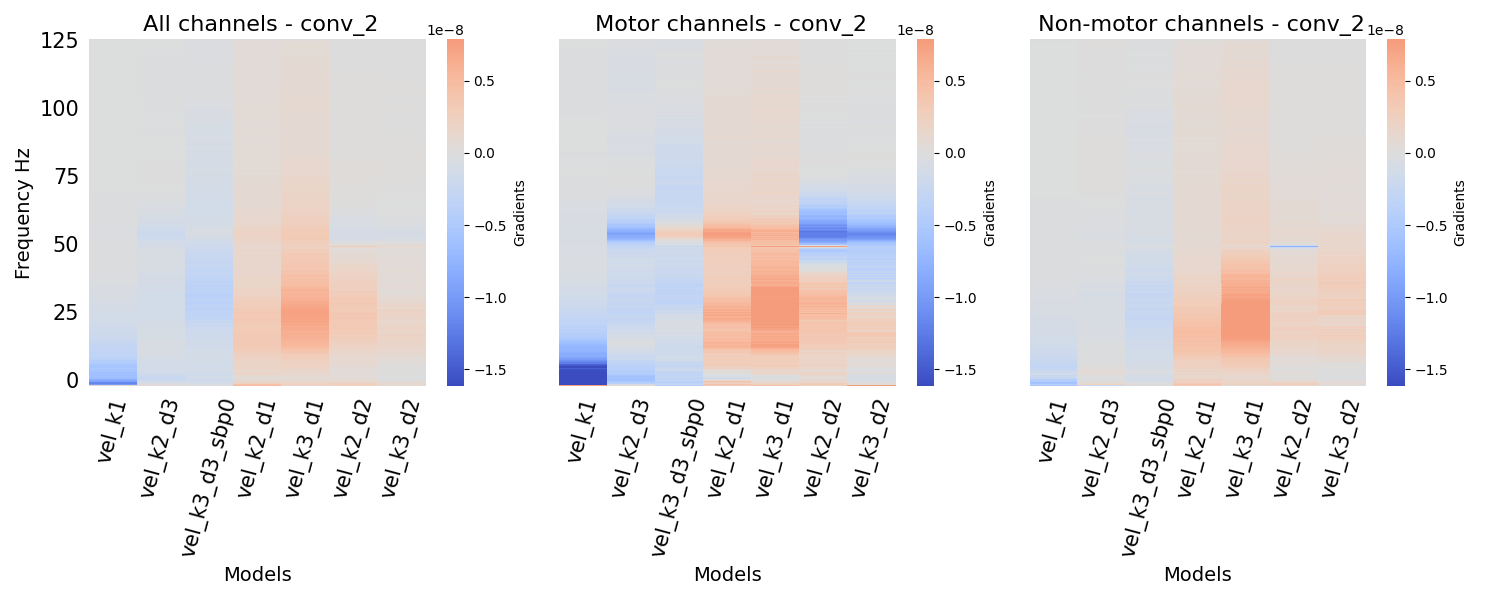 All channels - conv_2
1e−8
Motor channels - conv_2
1e−8
Non-motor channels - conv_2
1e−8
Frequency Hz
125
100
75
50
25
0
0.5
0.0
−0.5
−1.0
−1.5
Gradients
0.5
0.0
−0.5
−1.0
−1.5
Gradients
0.5
0.0
−0.5
−1.0
−1.5
Gradients
vel_k1
vel_k2_d3
vel_k3_d3_sbp0
vel_k2_d1
vel_k3_d1
vel_k2_d2
vel_k3_d2
vel_k1
vel_k2_d3
vel_k3_d3_sbp0
vel_k2_d1
vel_k3_d1
vel_k2_d2
vel_k3_d2
vel_k1
vel_k2_d3
vel_k3_d3_sbp0
vel_k2_d1
vel_k3_d1
vel_k2_d2
vel_k3_d2
Models
Models
Models